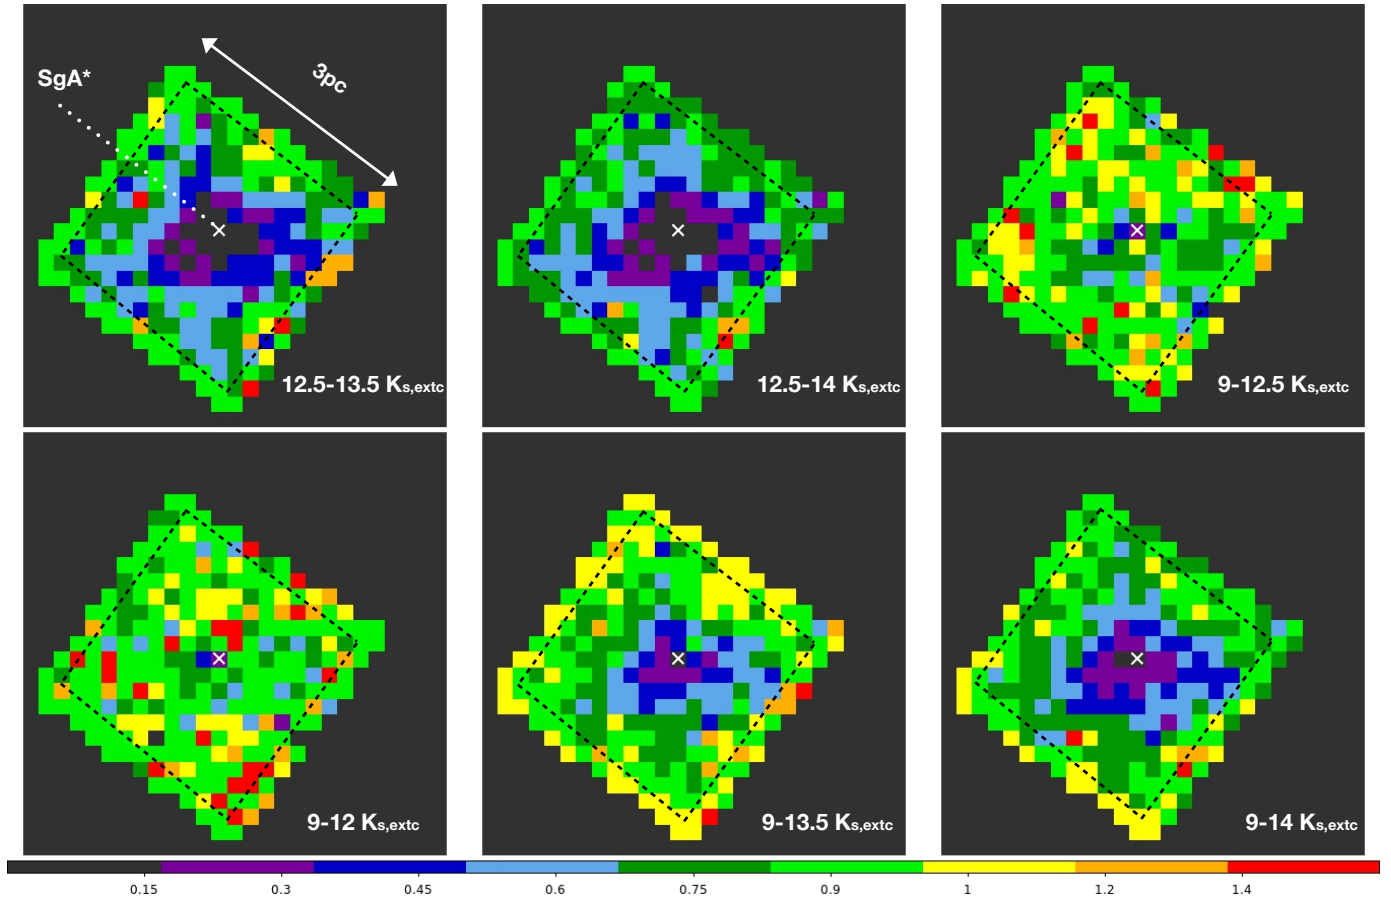 SgA*
3pc
12.5-13.5 Ks,extc
12.5-14 Ks,extc
9-12.5 Ks,extc
9-12 Ks,extc
9-13.5 Ks,extc
9-14 Ks,extc
0.15 0.3 0.45 0.6 0.75 0.9 1 1.2 1.4